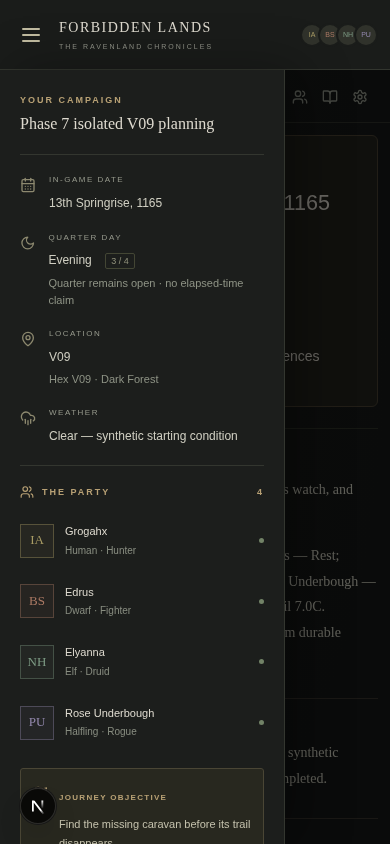 FORBIDDEN LANDS
THE RAVENLAND CHRONICLES
IA BS NH PU
YOUR CAMPAIGN
Phase 7 isolated V09 planning
IN-GAME DATE
13th Springrise, 1165
QUARTER DAY
Evening 3 / 4
Quarter remains open · no elapsed-time
claim
LOCATION
V09
Hex V09 · Dark Forest
WEATHER
Clear — synthetic starting condition
THE PARTY 4
IA
Grogahx
Human · Hunter
BS
Edrus
Dwarf · Fighter
NH
Elyanna
Elf · Druid
PU
Rose Underbough
Halfling · Rogue
JOURNEY OBJECTIVE
Find the missing caravan before its trail
disappears
N
1165
ences
s watch, and
s — Rest;
Underbough —
il 7.0C.
m durable
synthetic
npleted.